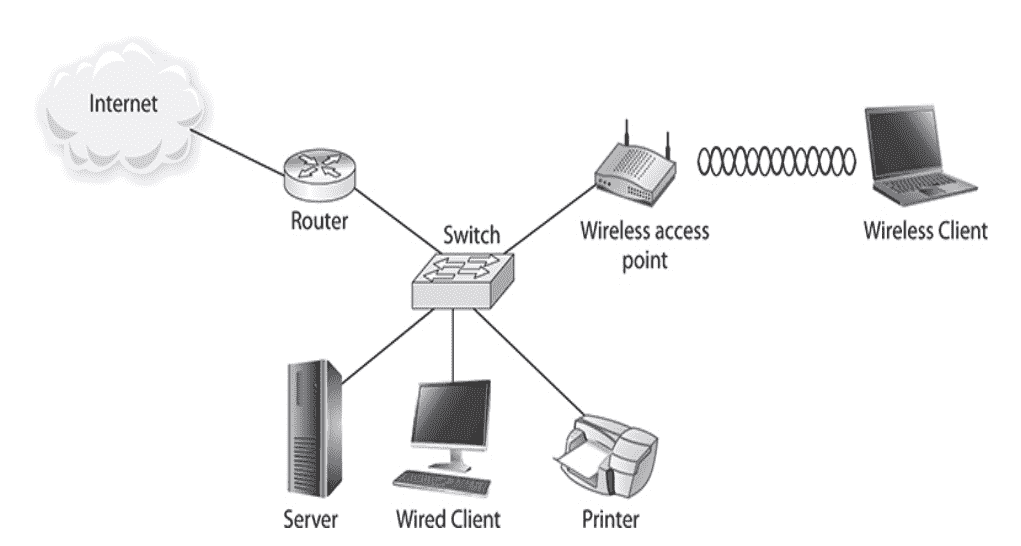 Internet
Router
Switch
Wireless access
point
Wireless Client
Server
Wired Client
Printer